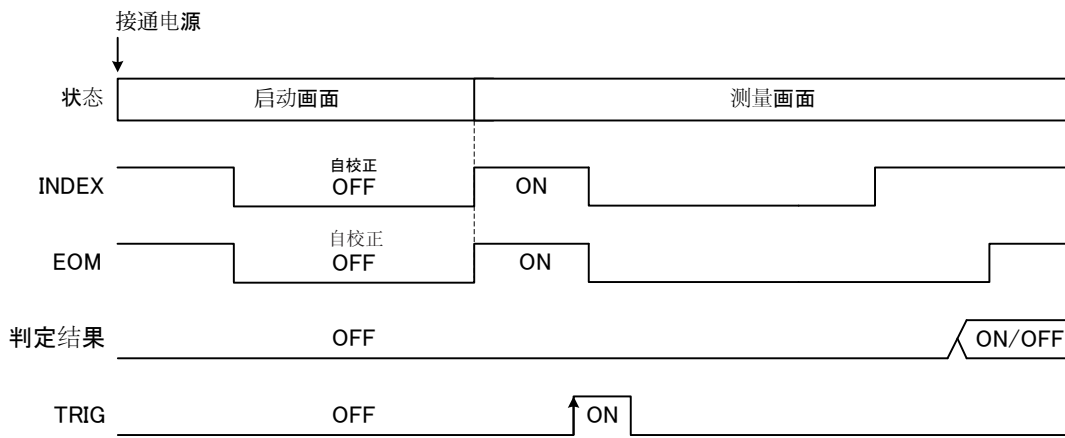 接通电源
状态 启动画面 测量画面
自校正
INDEX OFF ON
自校正
EOM OFF ON
判定结果 OFF ON/OFF
TRIG OFF ON